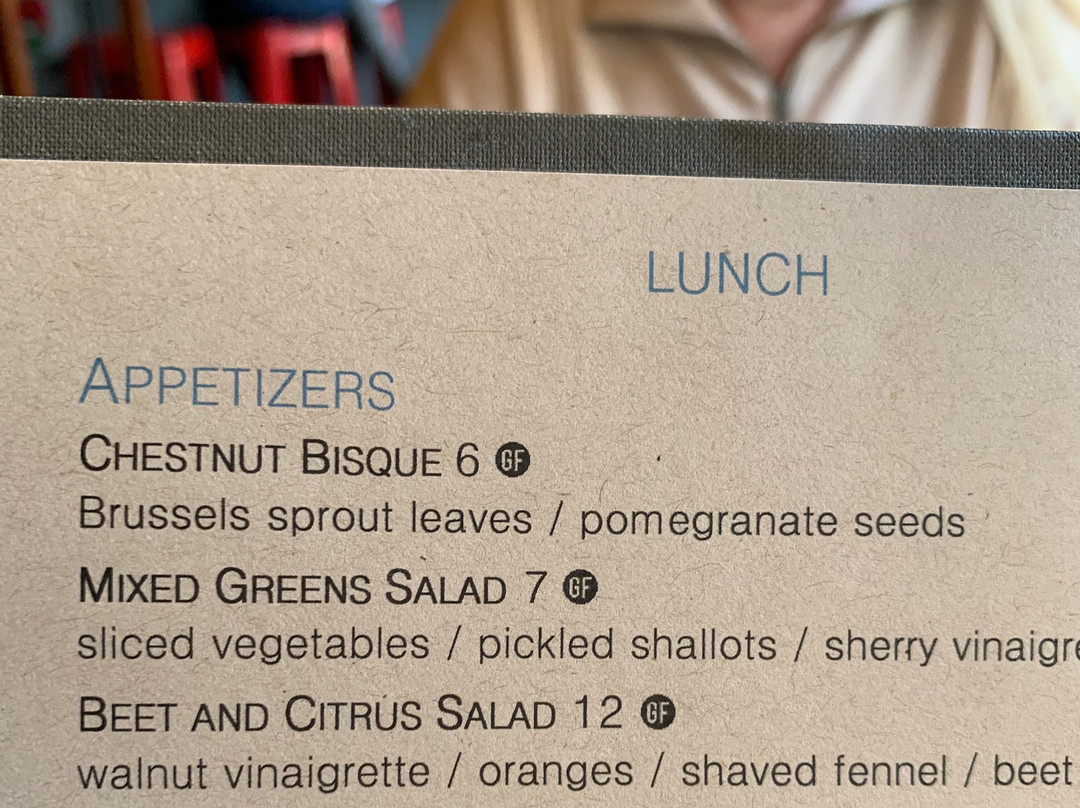 LUNCH
APPETIZERS
CHESTNUT BISQUE 6 GF
Brussels sprout leaves / pomegranate seeds
MIXED GREENS SALAD 7 GF
sliced vegetables / pickled shallots / sherry
BEET AND CITRUS SALAD 12 GF
walnut vinaigrette / oranges / shaved fennel / beet